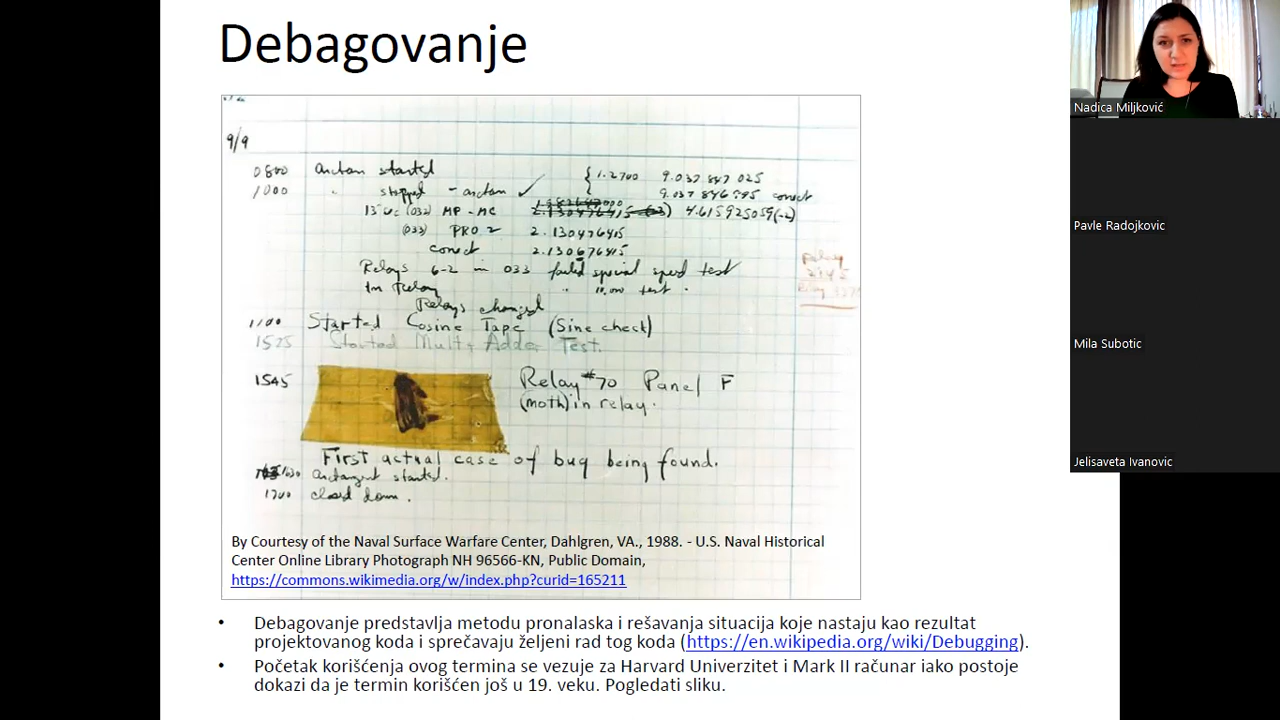 Debagovanje
9/9
0800 arctan started { 1.2700 9.037 847 025
1000 " stopped - arctan ✓ { 9.037 846 995 correct
(032) MP - MC 4.615925059(-2)
(033) PRO 2 2.130476415
correct 2.130676415
Relays 6-2 in 033 failed special speed test
in relay " test .
Relays changed
1100 Started Cosine Tape (Sine check)
1525 Started Mult+ Adder Test.
1545 Relay #70 Panel F
(moth) in relay.
First actual case of bug being found.
1630 arctangent started.
1700 closed down.
By Courtesy of the Naval Surface Warfare Center, Dahlgren, VA., 1988. - U.S. Naval Historical
Center Online Library Photograph NH 96566-KN, Public Domain,
https://commons.wikimedia.org/w/index.php?curid=165211
• Debagovanje predstavlja metodu pronalaska i rešavanja situacija koje nastaju kao rezultat
projektovanog koda i sprečavaju željeni rad tog koda (https://en.wikipedia.org/wiki/Debugging).
• Početak korišćenja ovog termina se vezuje za Harvard Univerzitet i Mark II računar iako postoje
dokazi da je termin korišćen još u 19. veku. Pogledati sliku.
Nadica Miljković
Pavle Radojkovic
Mila Subotic
Jelisaveta Ivanovic